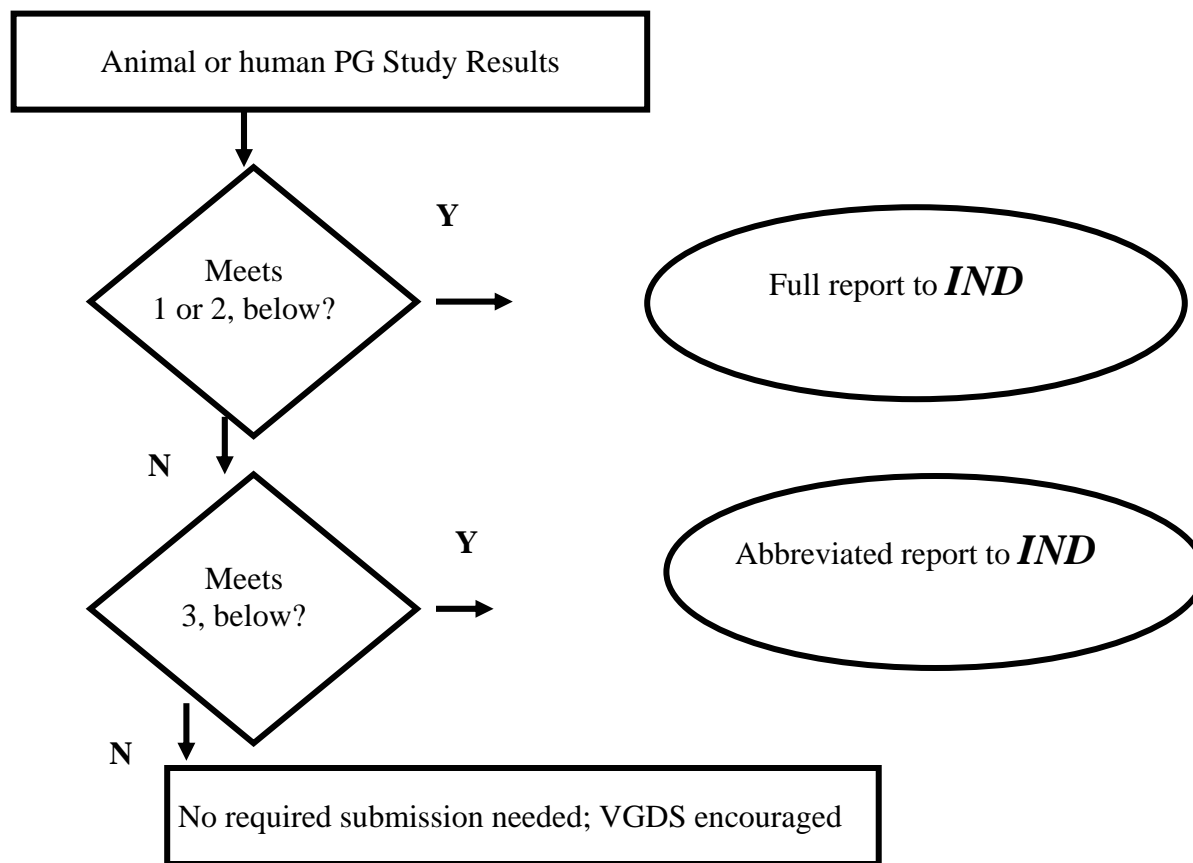 Animal or human PG Study Results
Y
Meets
1 or 2, below?
Full report to IND
N
Y
Meets
3, below?
Abbreviated report to IND
N
No required submission needed; VGDS encouraged